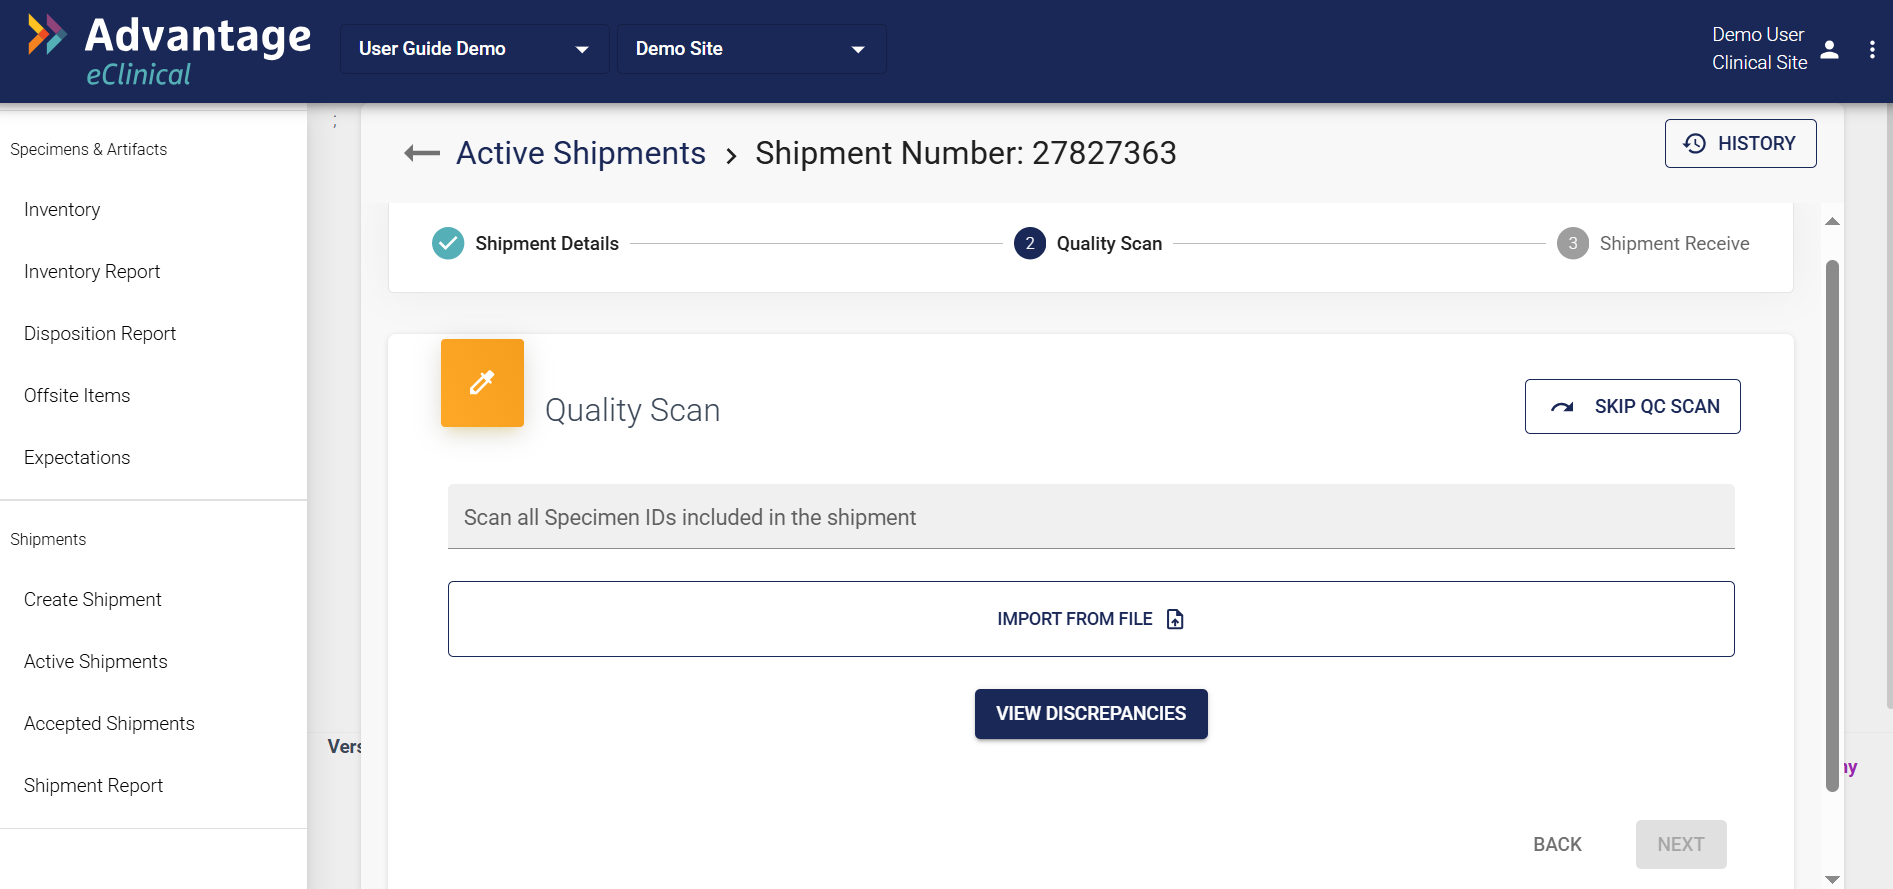 Advantage
eClinical
User Guide Demo
Demo Site
Demo User
Clinical Site
Specimens & Artifacts
Inventory
Inventory Report
Disposition Report
Offsite Items
Expectations
Shipments
Create Shipment
Active Shipments
Accepted Shipments
Shipment Report
;
Active Shipments › Shipment Number: 27827363
HISTORY
Shipment Details
2 Quality Scan
3 Shipment Receive
Quality Scan
SKIP QC SCAN
Scan all Specimen IDs included in the shipment
IMPORT FROM FILE
VIEW DISCREPANCIES
BACK
NEXT